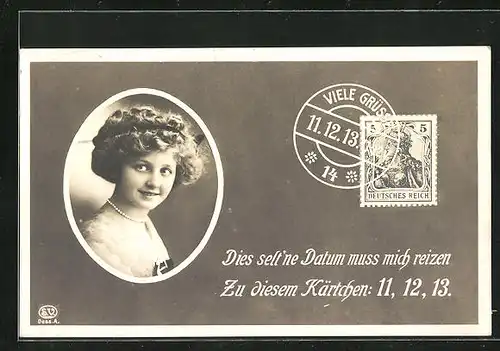 VIELE GRÜSSE
11.12.13.
* 14 *
5 5
DEUTSCHES REICH
Dies selt'ne Datum muss mich reizen
Zu diesem Kärtchen: 11, 12, 13.